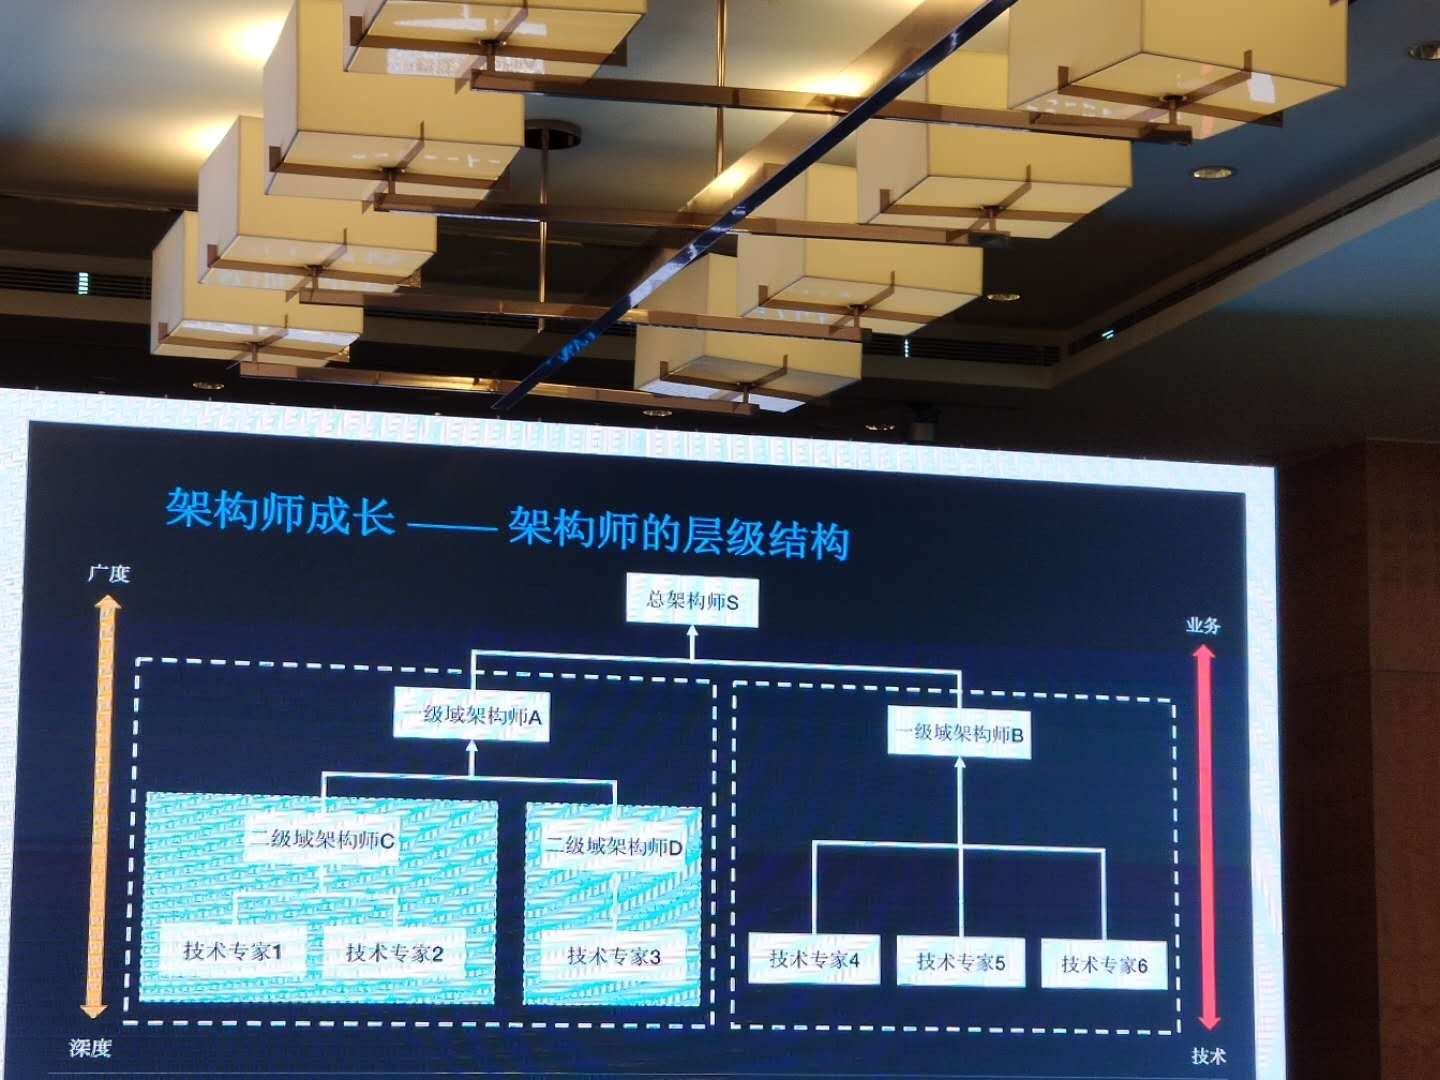 架构师成长 —— 架构师的层级结构
广度
总架构师S
业务
一级域架构师A
一级域架构师B
二级域架构师C
二级域架构师D
技术专家1
技术专家2
技术专家3
技术专家4
技术专家5
技术专家6
深度
技术